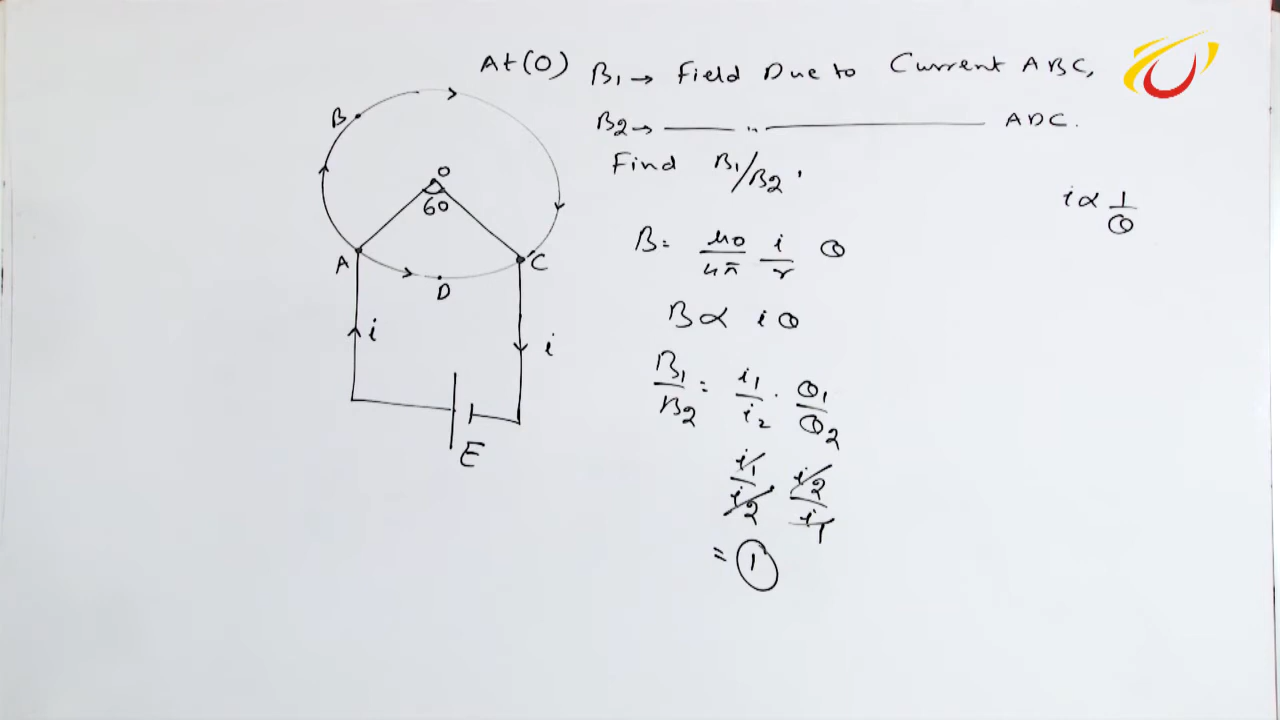 At(O) B1→ Field Due to Current ABC,
B2→ —— " —— ADC.
Find B1/B2.
i∝ 1/θ
B= μ0/4π i/r θ
B∝ iθ
B1/B2 = i1/i2 . θ1/θ2
i1/i2 i2/i1
= 1
B
O
60
A
C
D
i
i
E